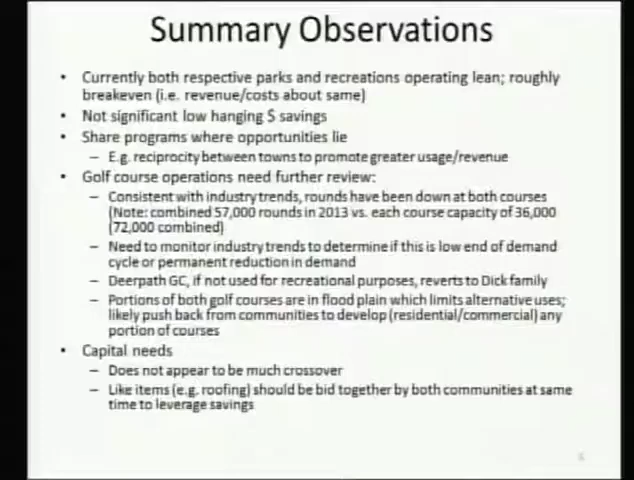 Summary Observations
• Currently both respective parks and recreations operating lean; roughly
breakeven (i.e. revenue/costs about same)
• Not significant low hanging $ savings
• Share programs where opportunities lie
– E.g. reciprocity between towns to promote greater usage/revenue
• Golf course operations need further review:
– Consistent with industry trends, rounds have been down at both courses
(Note: combined 57,000 rounds in 2013 vs. each course capacity of 36,000
(72,000 combined)
– Need to monitor industry trends to determine if this is low end of demand
cycle or permanent reduction in demand
– Deerpath GC, if not used for recreational purposes, reverts to Dick family
– Portions of both golf courses are in flood plain which limits alternative uses;
likely push back from communities to develop (residential/commercial) any
portion of courses
• Capital needs
– Does not appear to be much crossover
– Like items (e.g. roofing) should be bid together by both communities at same
time to leverage savings